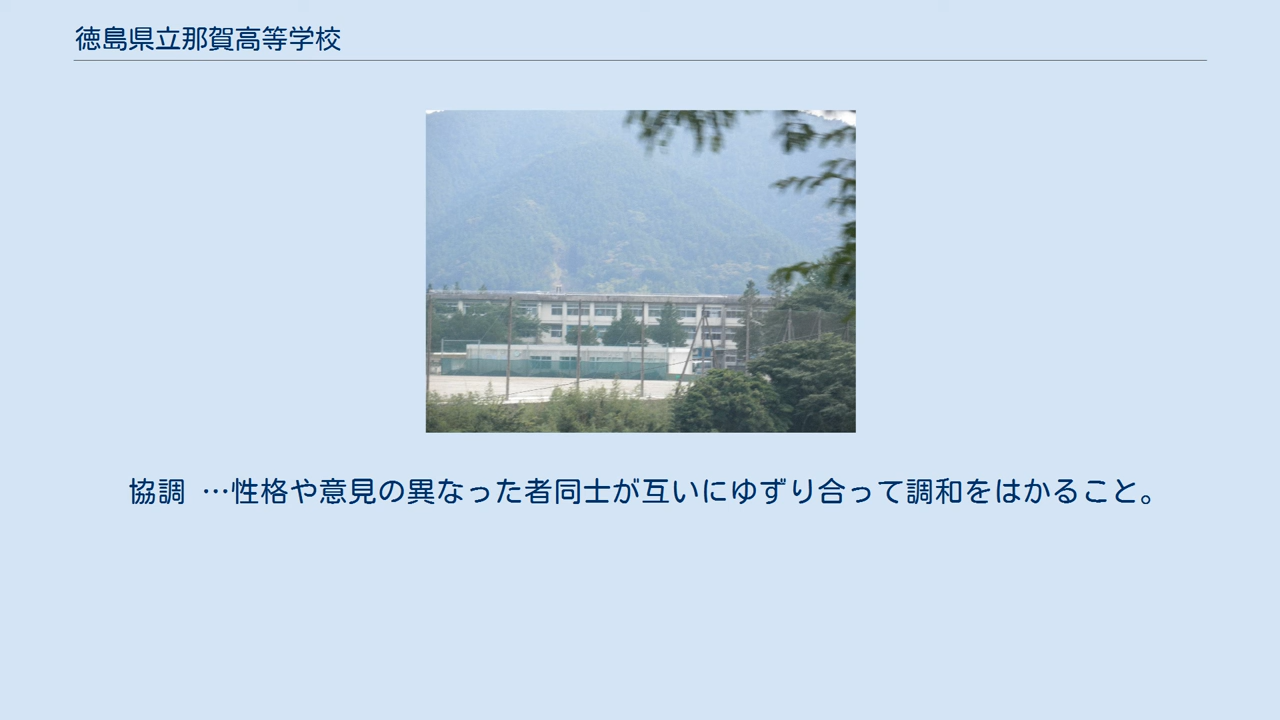 徳島県立那賀高等学校
協調 …性格や意見の異なった者同士が互いにゆずり合って調和をはかること。